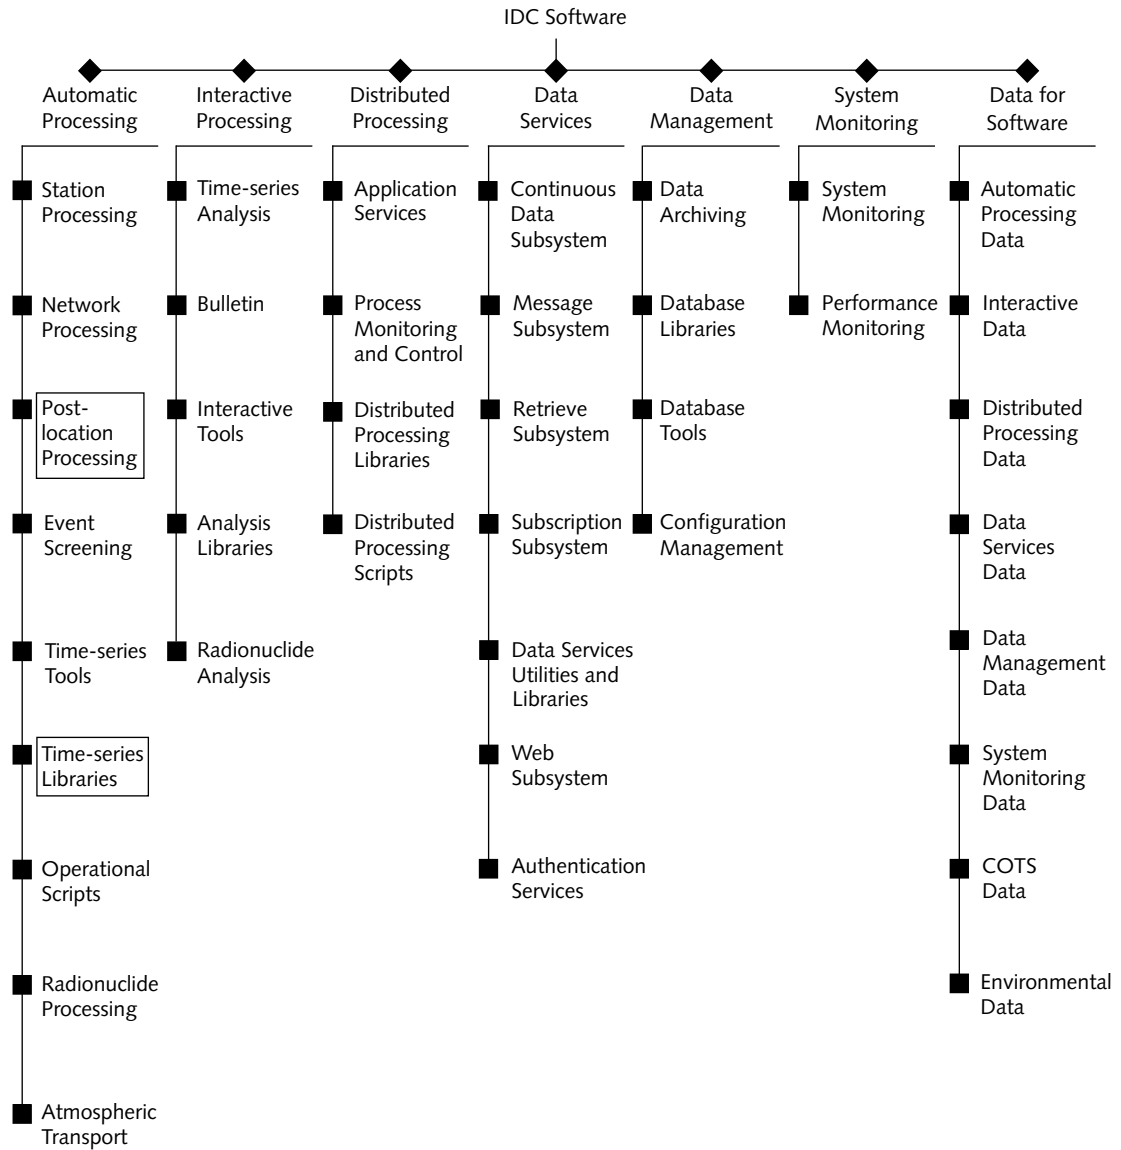 IDC Software
Automatic
Processing
Interactive
Processing
Distributed
Processing
Data
Services
Data
Management
System
Monitoring
Data for
Software
Station
Processing
Network
Processing
Post-
location
Processing
Event
Screening
Time-series
Tools
Time-series
Libraries
Operational
Scripts
Radionuclide
Processing
Atmospheric
Transport
Time-series
Analysis
Bulletin
Interactive
Tools
Analysis
Libraries
Radionuclide
Analysis
Application
Services
Process
Monitoring
and Control
Distributed
Processing
Libraries
Distributed
Processing
Scripts
Continuous
Data
Subsystem
Message
Subsystem
Retrieve
Subsystem
Subscription
Subsystem
Data Services
Utilities and
Libraries
Web
Subsystem
Authentication
Services
Data
Archiving
Database
Libraries
Database
Tools
Configuration
Management
System
Monitoring
Performance
Monitoring
Automatic
Processing
Data
Interactive
Data
Distributed
Processing
Data
Data
Services
Data
Data
Management
Data
System
Monitoring
Data
COTS
Data
Environmental
Data